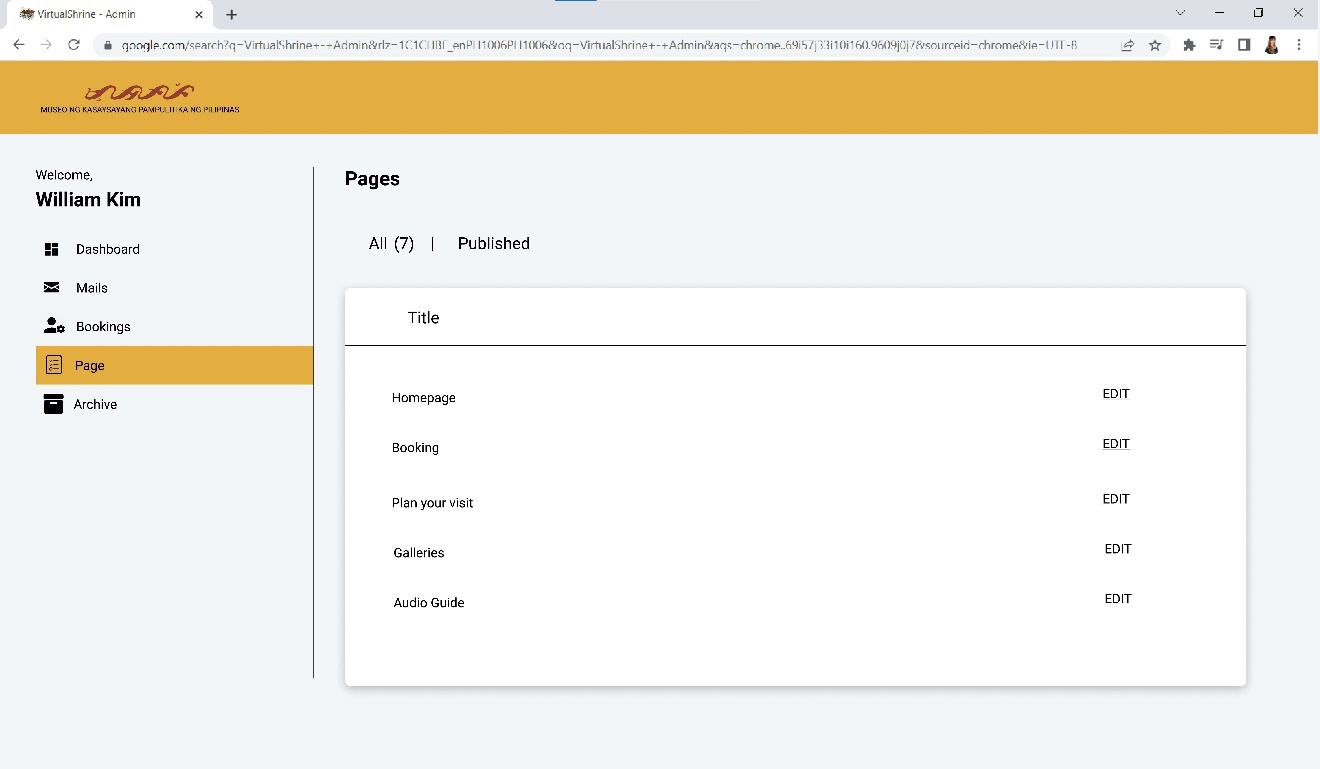 VirtualShrine - Admin
google.com/search?q=VirtualShrine+-+Admin&rlz=1C1CHBF_enPH1006PH1006&oq=VirtualShrine+-+Admin&aqs=chrome..69i57j33i10i160.9609j0j7&sourceid=chrome&ie=UTF-8
MUSEO NG KASAYSAYANG PAMPULITIKA NG PILIPINAS
Welcome,
William Kim
Dashboard
Mails
Bookings
Page
Archive
Pages
All (7) | Published
Title
Homepage EDIT
Booking EDIT
Plan your visit EDIT
Galleries EDIT
Audio Guide EDIT